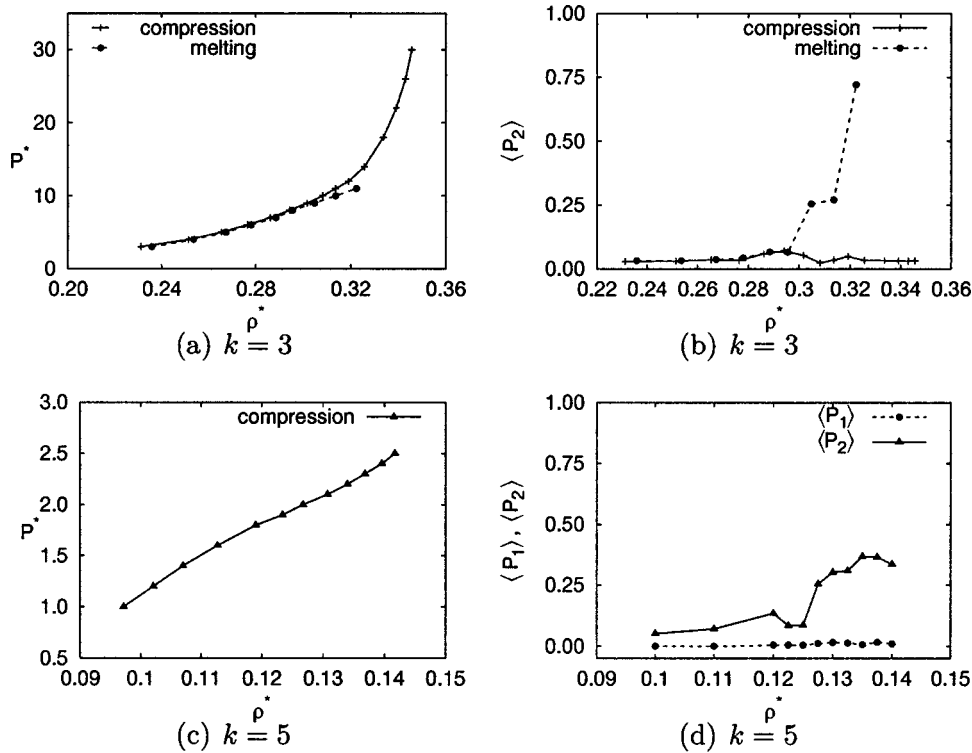 compression
melting
30
20
10
0
P*
0.20 0.24 0.28 0.32 0.36
ρ*
(a) k = 3
compression
melting
1.00
0.75
0.50
0.25
0.00
⟨P₂⟩
0.22 0.24 0.26 0.28 0.3 0.32 0.34 0.36
ρ*
(b) k = 3
compression
3.0
2.5
2.0
1.5
1.0
0.5
P*
0.09 0.1 0.11 0.12 0.13 0.14 0.15
ρ*
(c) k = 5
⟨P₁⟩
⟨P₂⟩
1.00
0.75
0.50
0.25
0.00
⟨P₁⟩, ⟨P₂⟩
0.09 0.1 0.11 0.12 0.13 0.14 0.15
ρ*
(d) k = 5